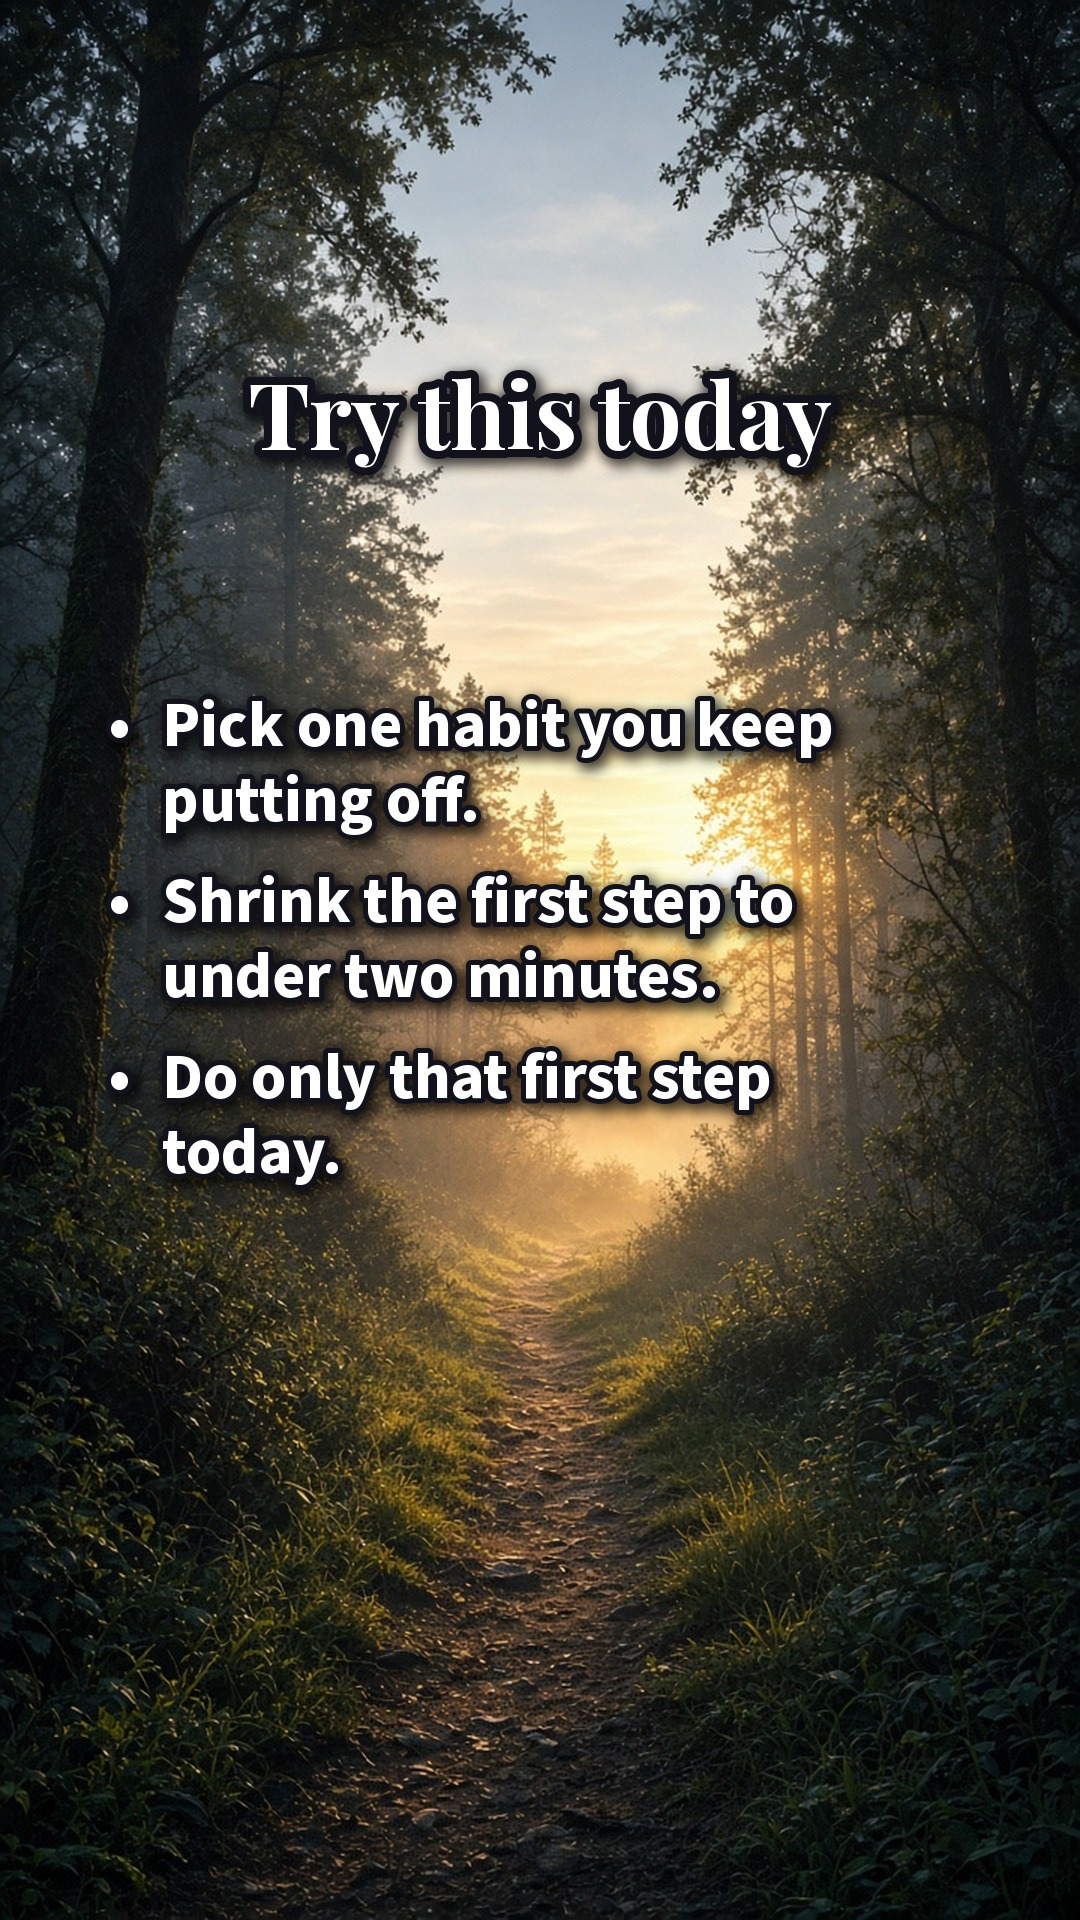 Try this today
• Pick one habit you keep
putting off.
• Shrink the first step to
under two minutes.
• Do only that first step
today.